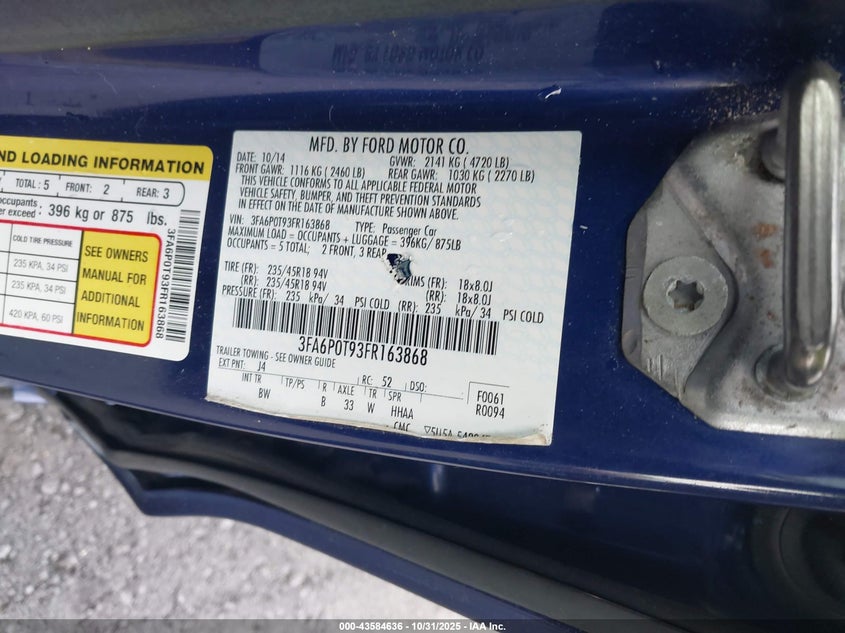 ND LOADING INFORMATION
TOTAL: 5 FRONT: 2 REAR: 3
occupants
er exceed: 396 kg or 875 lbs.
COLD TIRE PRESSURE
235 KPA, 34 PSI
235 KPA, 34 PSI
420 KPA, 60 PSI
SEE OWNERS
MANUAL FOR
ADDITIONAL
INFORMATION
3FA6P0T93FR163868
MFD. BY FORD MOTOR CO.
DATE: 10/14 GVWR: 2141 KG ( 4720 LB)
FRONT GAWR: 1116 KG ( 2460 LB) REAR GAWR: 1030 KG ( 2270 LB)
THIS VEHICLE CONFORMS TO ALL APPLICABLE FEDERAL MOTOR
VEHICLE SAFETY, BUMPER, AND THEFT PREVENTION STANDARDS
IN EFFECT ON THE DATE OF MANUFACTURE SHOWN ABOVE.
VIN: 3FA6P0T93FR163868 TYPE: Passenger Car
MAXIMUM LOAD = OCCUPANTS + LUGGAGE = 396KG/ 875LB
OCCUPANTS = 5 TOTAL; 2 FRONT, 3 REAR
TIRE (FR): 235/45R18 94V RIMS (FR): 18x8.0J
(RR): 235/45R18 94V (RR): 18x8.0J
PRESSURE (FR): 235 kPa/ 34 PSI COLD (RR): 235 kPa/ 34 PSI COLD
3FA6P0T93FR163868
TRAILER TOWING - SEE OWNER GUIDE
EXT PNT: J4 RC: 52 DSO:
INT TR TP/PS R AXLE TR SPR F0061
BW B 33 W HHAA R0094
000-43584636 - 10/31/2025 - IAA Inc.